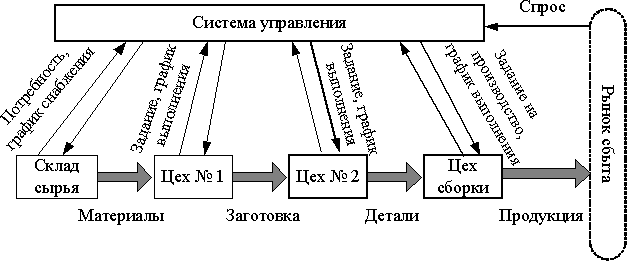 Система управления
Спрос
Потребность,
график снабжения
Задание, график
выполнения
Задание, график
выполнения
Задание на
производство,
график выполнения
Рынок сбыта
Склад
сырья
Цех № 1
Цех № 2
Цех
сборки
Материалы
Заготовка
Детали
Продукция